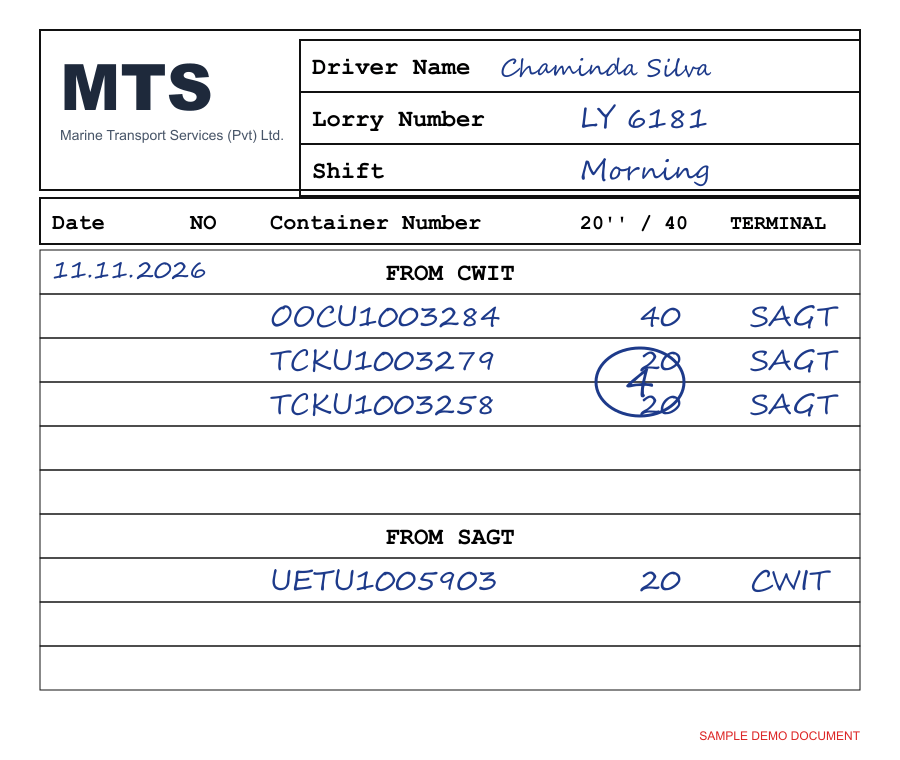 MTS
Marine Transport Services (Pvt) Ltd.
Driver Name Chaminda Silva
Lorry Number LY 6181
Shift Morning
Date NO Container Number 20'' / 40 TERMINAL
11.11.2026 FROM CWIT
OOCU1003284 40 SAGT
TCKU1003279 20 SAGT
4
TCKU1003258 20 SAGT
FROM SAGT
UETU1005903 20 CWIT
SAMPLE DEMO DOCUMENT